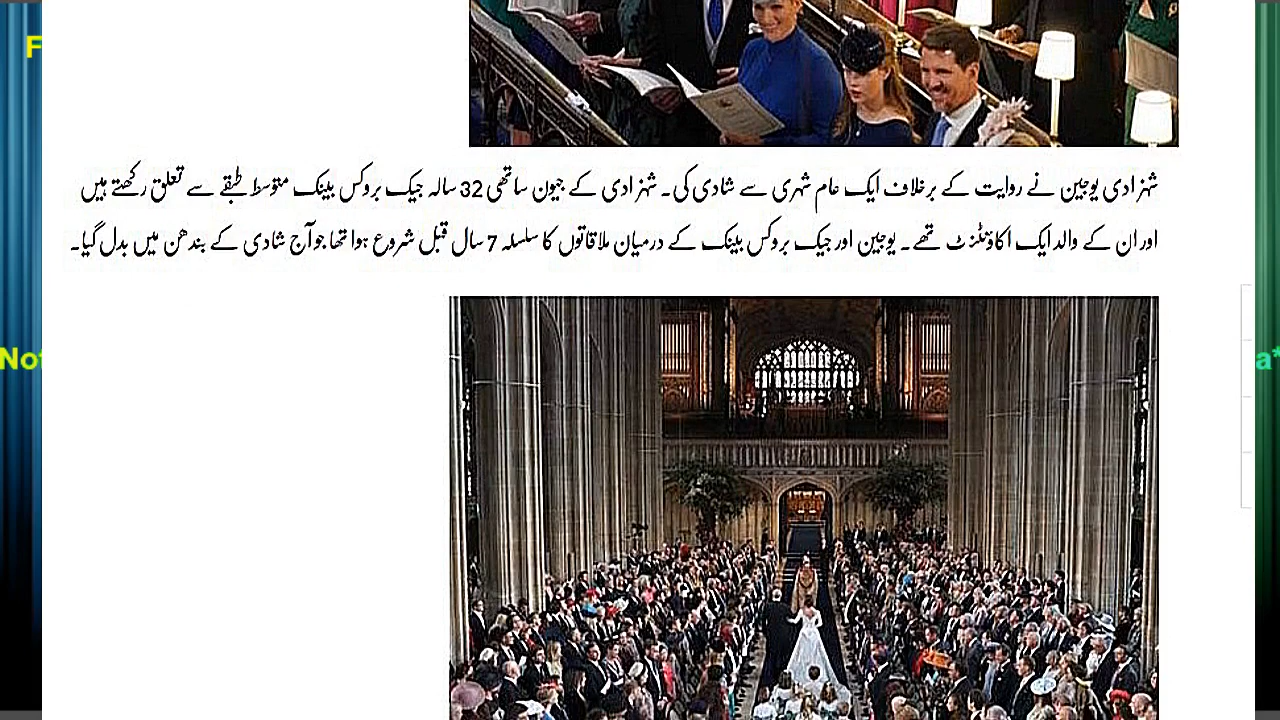 F
شہزادی یوجین نے روایت کے برخلاف ایک عام شہری سے شادی کی۔ شہزادی کے جیون ساتھی 32 سالہ جیک بروکس بینک متوسط طبقے سے تعلق رکھتے ہیں
اور ان کے والد ایک اکاؤنٹنٹ تھے۔ یوجین اور جیک بروکس بینک کے درمیان ملاقاتوں کا سلسلہ 7 سال قبل شروع ہوا تھا جو آج شادی کے بندھن میں بدل گیا۔
Not
a*